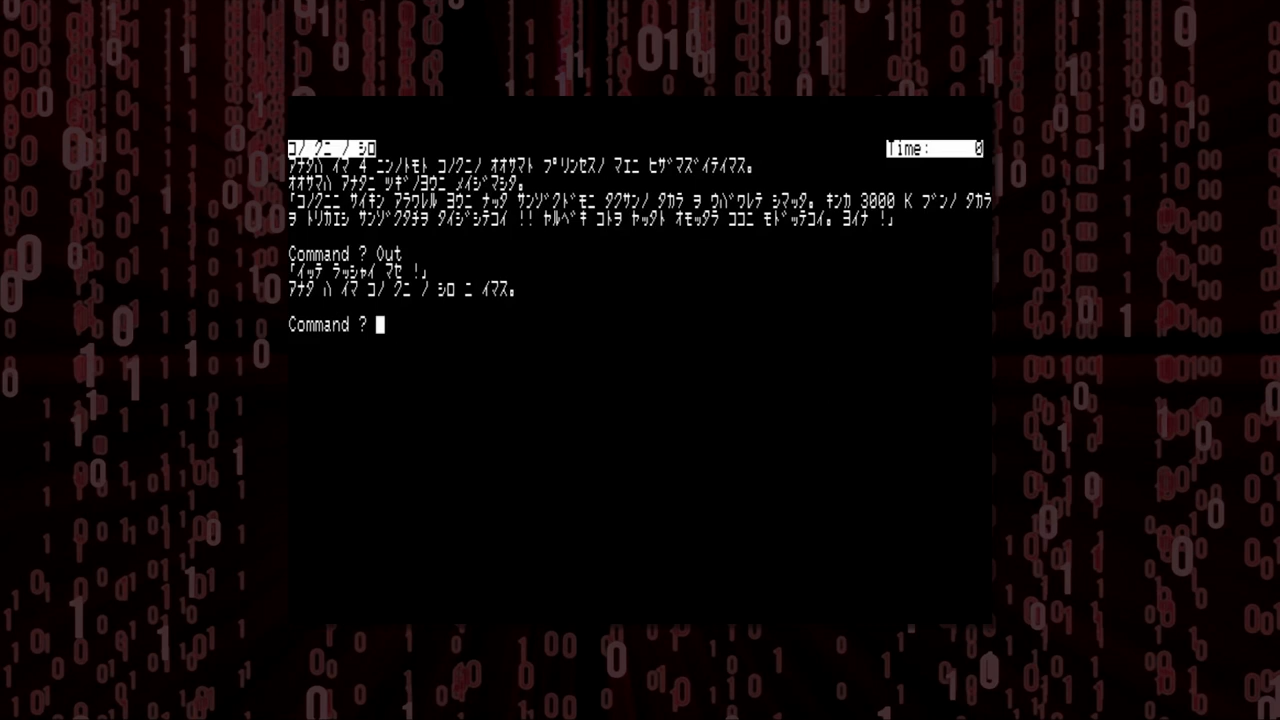 コノ クニ ノ シロ Time: 0
アナタハ イマ 4 ニンノトモト コノクニノ オオサマト プリンセスノ マエニ ヒザマズイテイマス。
オオサマハ アナタニ ツギノヨウニ メイジマシタ。
「コノクニニ サイキン アラワレル ヨウニ ナッタ サンゾクドモニ タクサンノ タカラ ヲ ウバワレテ シマッタ。 キンカ 3000 K ブンノ タカラ
ヲ トリカエシ サンゾクタチヲ タイジシテコイ !! ヤルベキ コトヲ ヤッタト オモッタラ ココニ モドッテコイ。 ヨイナ !」
Command ? Out
「イッテ ラッシャイ マセ !」
アナタ ハ イマ コノ クニ ノ シロ ニ イマス。
Command ?